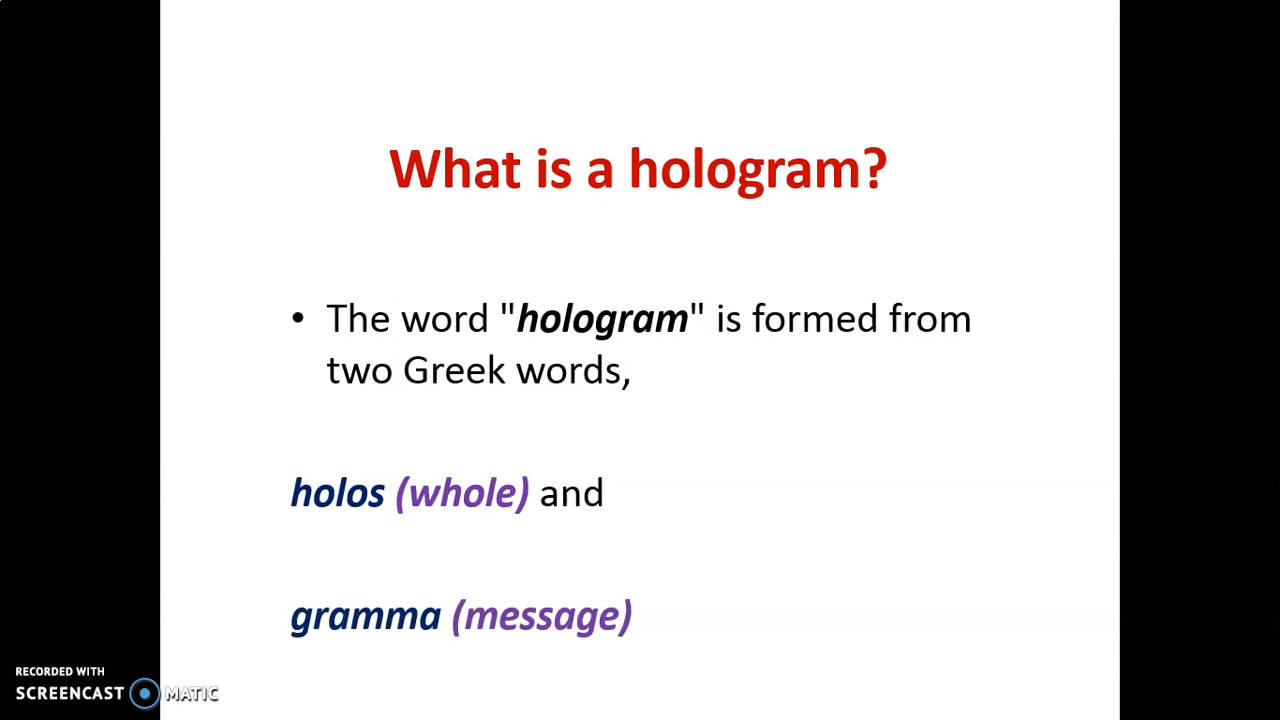 What is a hologram?
• The word "hologram" is formed from
two Greek words,
holos (whole) and
gramma (message)
RECORDED WITH
SCREENCAST MATIC